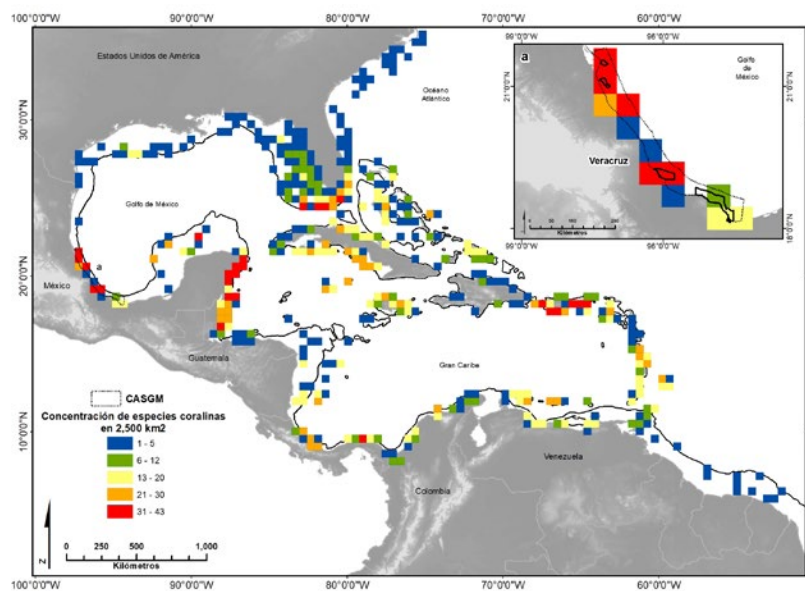 100°0'0"W
90°0'0"W
80°0'0"W
70°0'0"W
60°0'0"W
Estados Unidos de América
Océano
Atlántico
30°0'0"N
Golfo de México
20°0'0"N
México
a
Guatemala
Gran Caribe
10°0'0"N
Venezuela
Colombia
CASGM
Concentración de especies coralinas
en 2,500 km2
1 - 5
6 - 12
13 - 20
21 - 30
31 - 43
N
0 250 500 1,000
Kilómetros
100°0'0"W
90°0'0"W
80°0'0"W
70°0'0"W
60°0'0"W
a
Golfo
de
México
Veracruz
21°0'0"N
21°0'0"N
18°0'0"N
Kilómetros